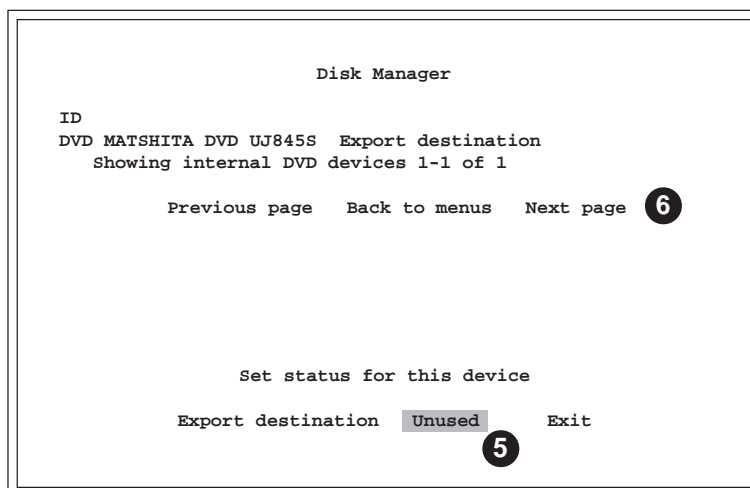 Disk Manager
ID
DVD MATSHITA DVD UJ845S Export destination
Showing internal DVD devices 1-1 of 1
Previous page Back to menus Next page 6
Set status for this device
Export destination Unused Exit
5